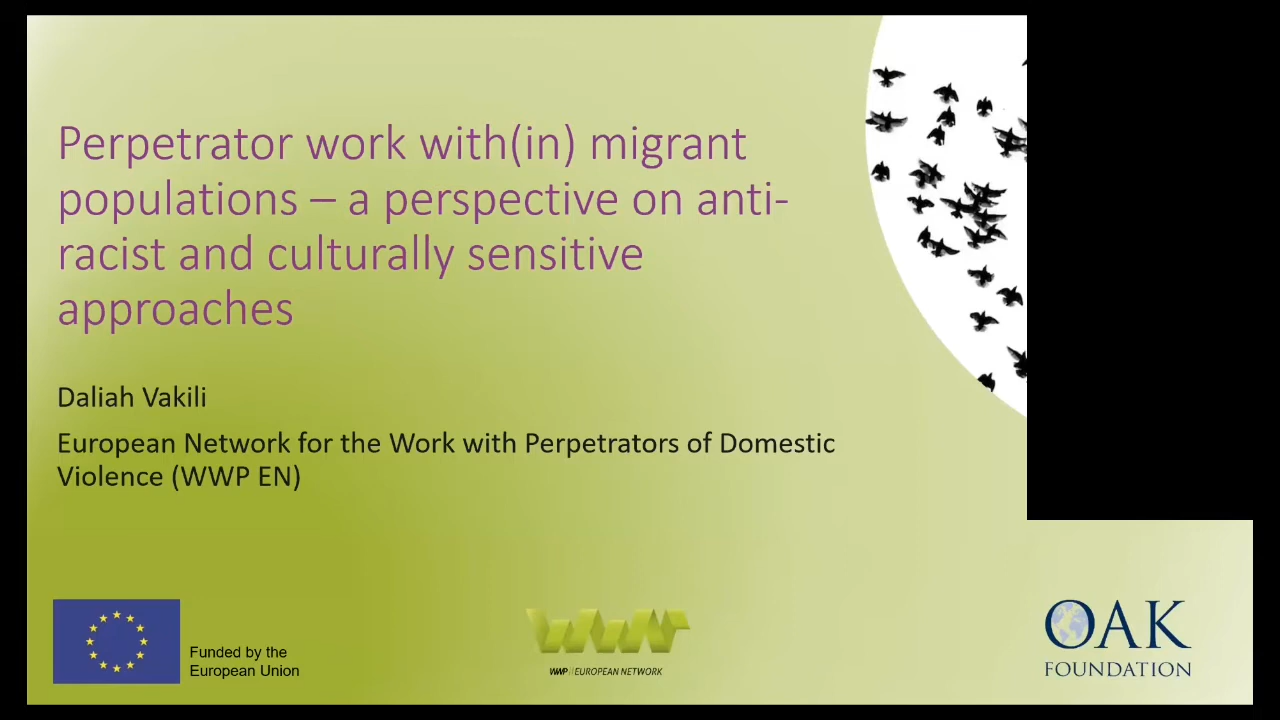 Perpetrator work with(in) migrant
populations – a perspective on anti-
racist and culturally sensitive
approaches
Daliah Vakili
European Network for the Work with Perpetrators of Domestic
Violence (WWP EN)
Funded by the
European Union
WWP
WWP // EUROPEAN NETWORK
OAK
FOUNDATION